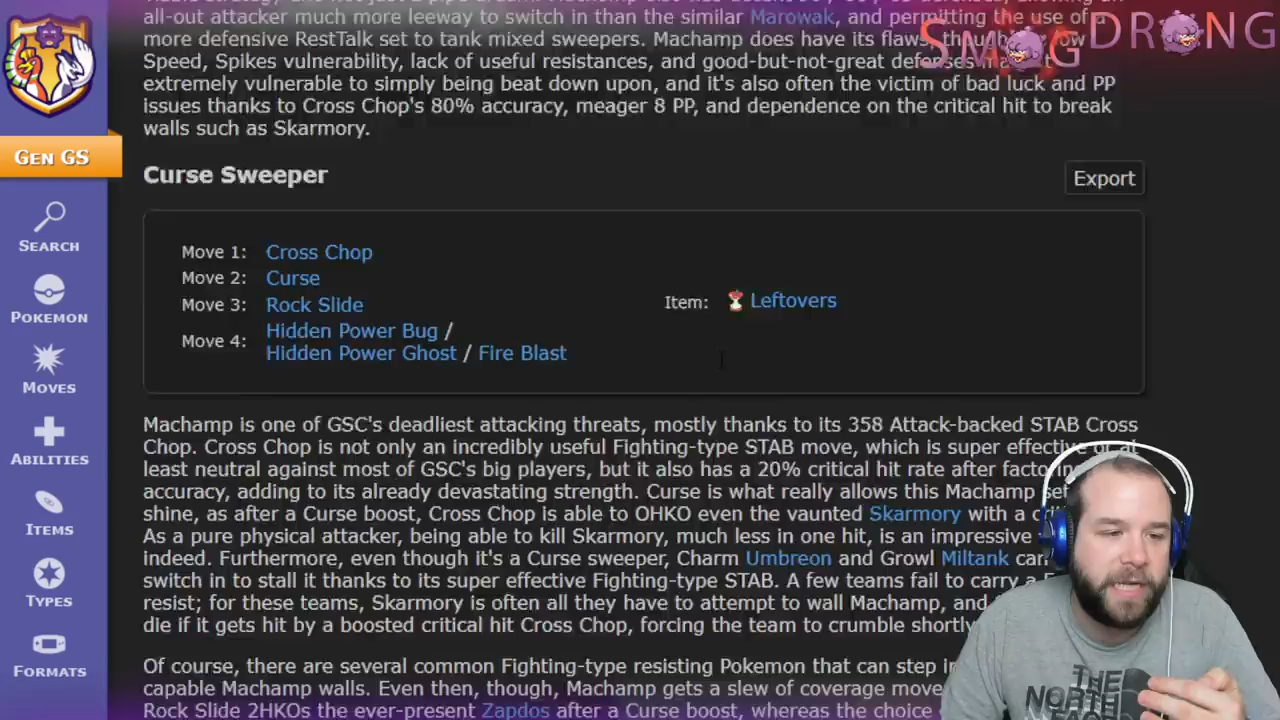 all-out attacker much more leeway to switch in than the similar Marowak, and permitting the use of
more defensive RestTalk set to tank mixed sweepers. Machamp does have its flaws, though
Speed, Spikes vulnerability, lack of useful resistances, and good-but-not-great defenses
extremely vulnerable to simply being beat down upon, and it's also often the victim of bad luck and PP
issues thanks to Cross Chop's 80% accuracy, meager 8 PP, and dependence on the critical hit to break
walls such as Skarmory.
SMOG DRONG
GEN GS
SEARCH
POKEMON
MOVES
ABILITIES
ITEMS
TYPES
FORMATS
Curse Sweeper
Export
Move 1: Cross Chop
Move 2: Curse
Move 3: Rock Slide
Move 4: Hidden Power Bug /
Hidden Power Ghost / Fire Blast
Item: Leftovers
Machamp is one of GSC's deadliest attacking threats, mostly thanks to its 358 Attack-backed STAB Cross
Chop. Cross Chop is not only an incredibly useful Fighting-type STAB move, which is super effective or at
least neutral against most of GSC's big players, but it also has a 20% critical hit rate after
accuracy, adding to its already devastating strength. Curse is what really allows this Machamp
shine, as after a Curse boost, Cross Chop is able to OHKO even the vaunted Skarmory with a
As a pure physical attacker, being able to kill Skarmory, much less in one hit, is an impressive
indeed. Furthermore, even though it's a Curse sweeper, Charm Umbreon and Growl Miltank
switch in to stall it thanks to its super effective Fighting-type STAB. A few teams fail to carry a
resist; for these teams, Skarmory is often all they have to attempt to wall Machamp, and
die if it gets hit by a boosted critical hit Cross Chop, forcing the team to crumble shortly
Of course, there are several common Fighting-type resisting Pokemon that can step
capable Machamp walls. Even then, though, Machamp gets a slew of coverage
Rock Slide 2HKOs the ever-present Zapdos after a Curse boost, whereas the choice
THE
NORTH